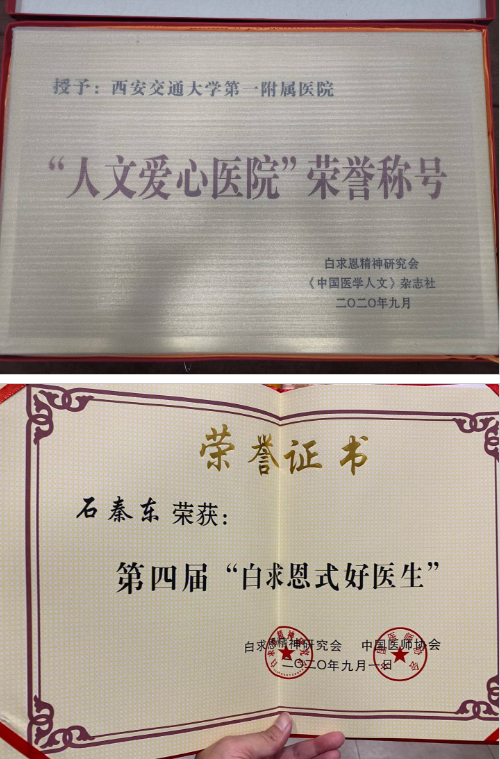 授予：西安交通大学第一附属医院
“人文爱心医院”荣誉称号
白求恩精神研究会
《中国医学人文》杂志社
二〇二〇年九月
荣誉证书
石秦东荣获：
第四届“白求恩式好医生”
白求恩精神研究会 中国医师协会
二〇二〇年九月一日